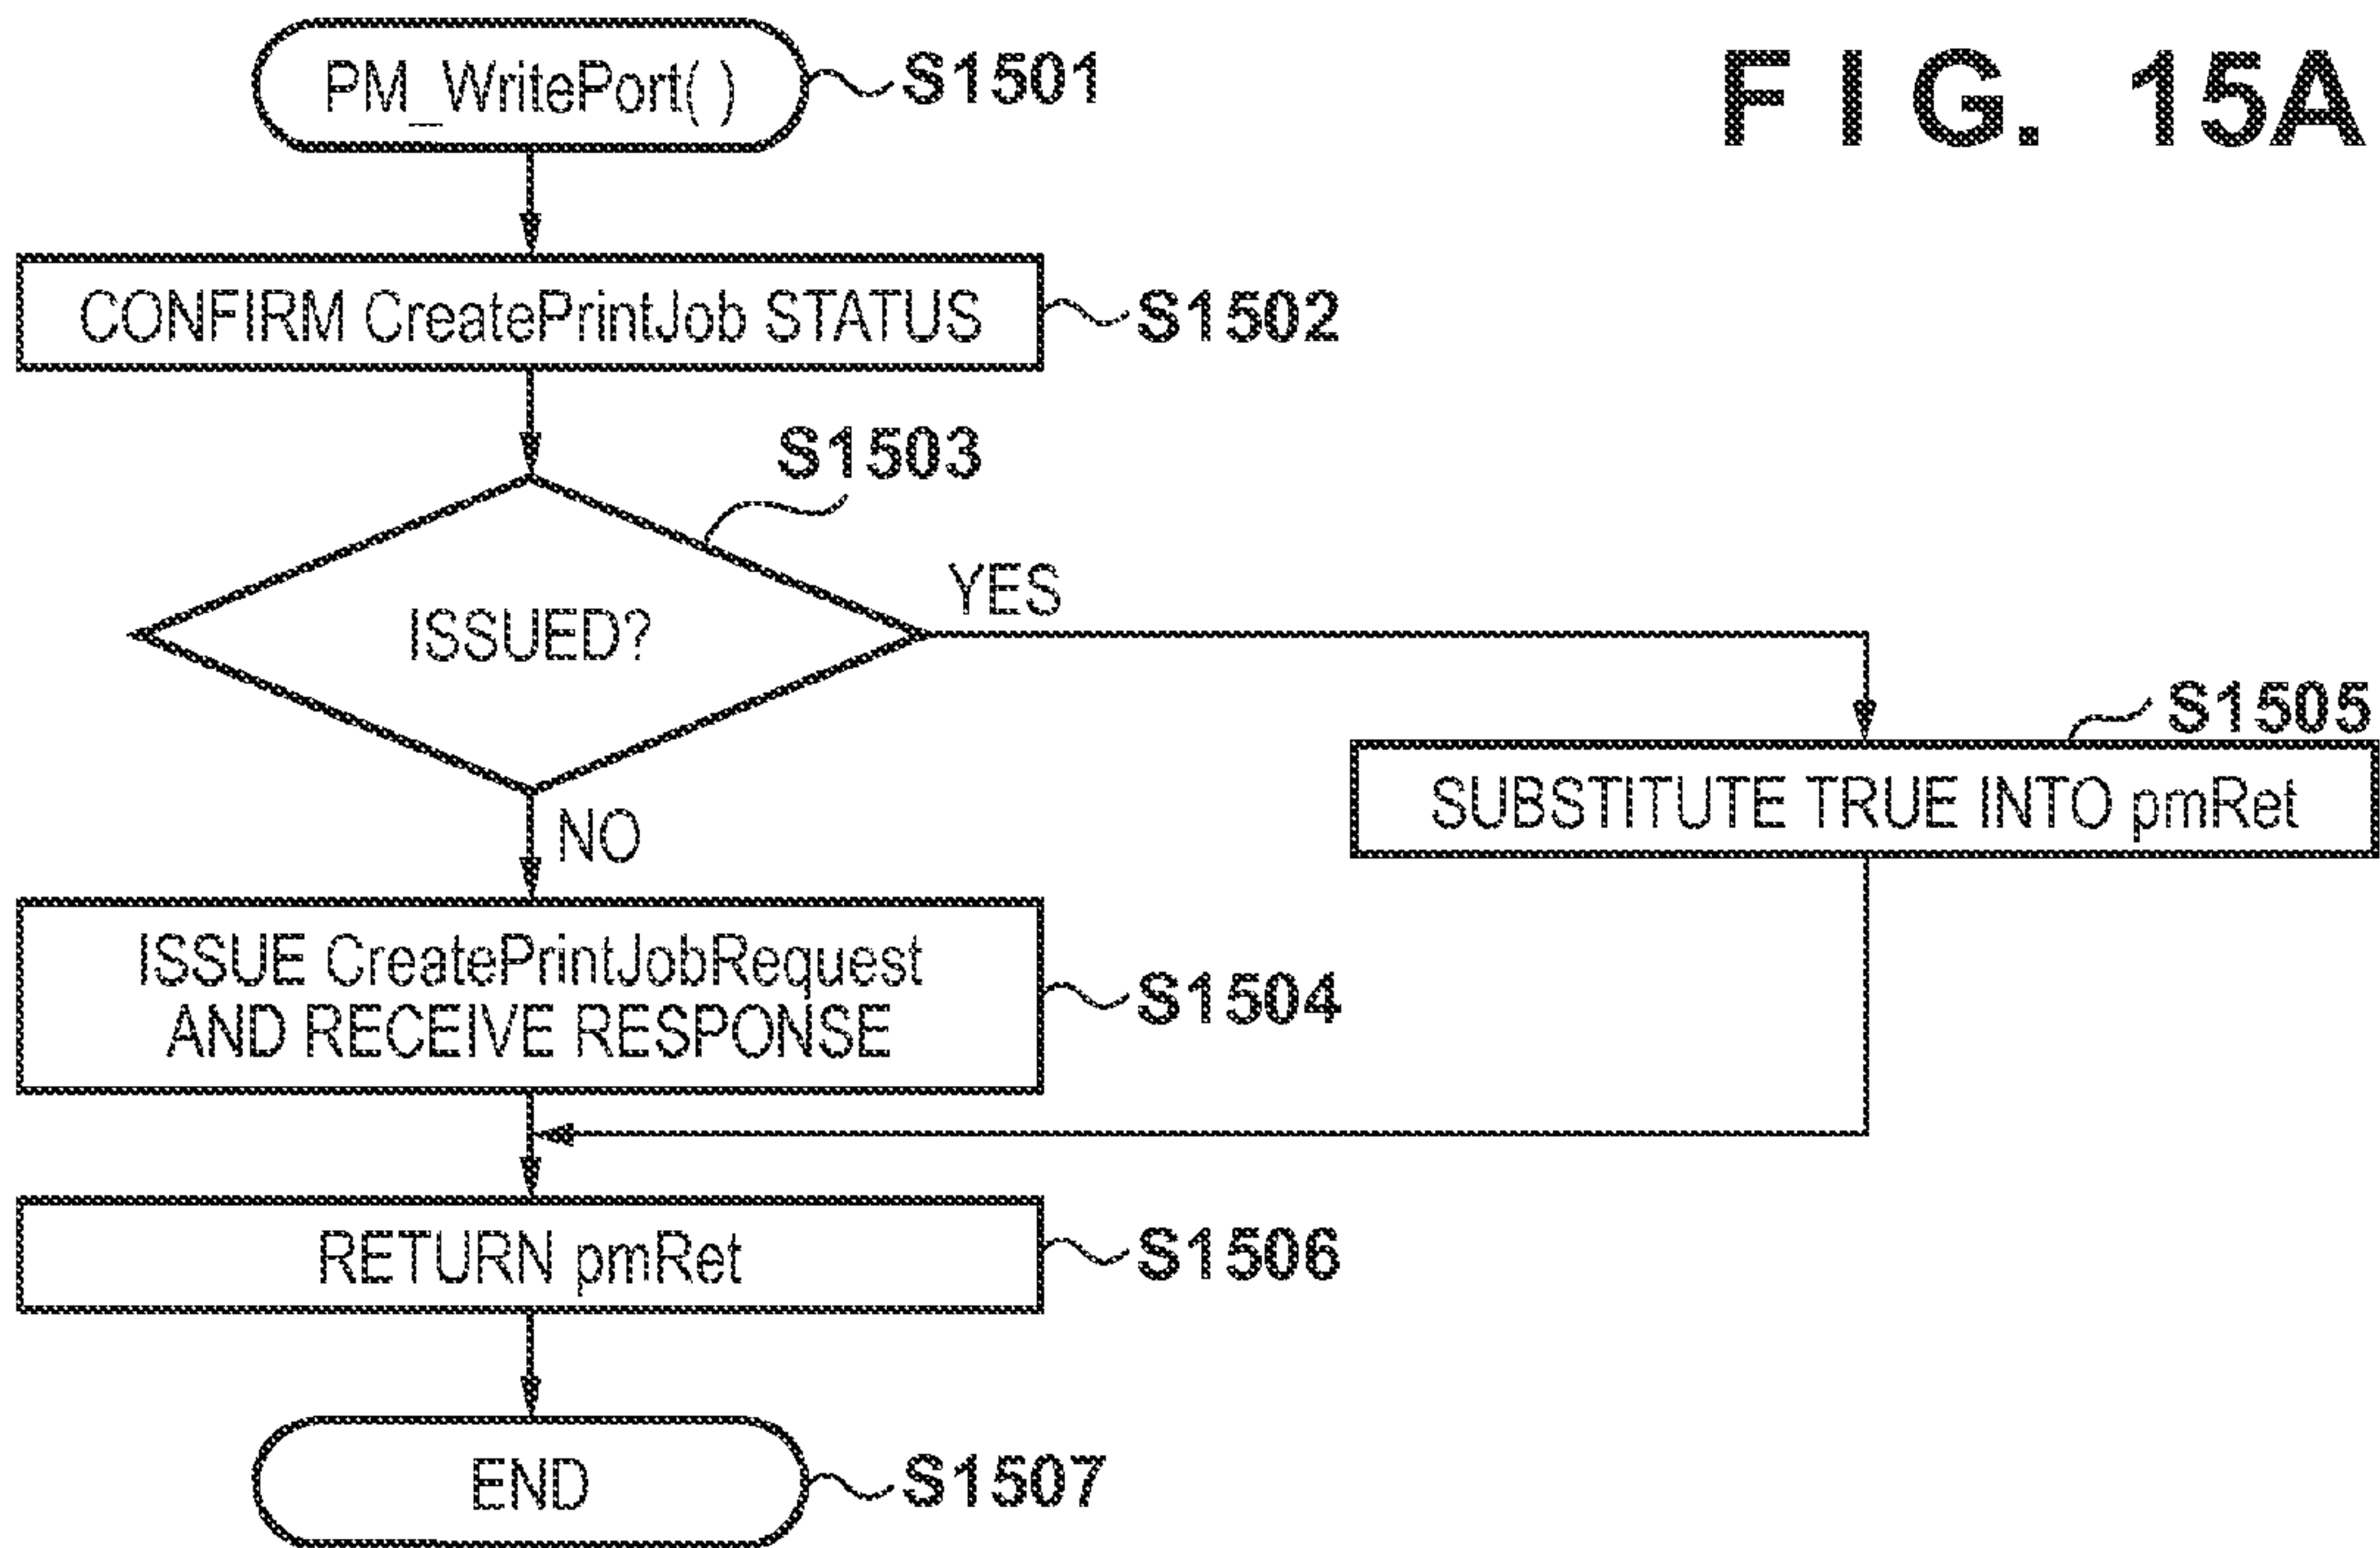 FIG. 15A
PM_WritePort( )
S1501
CONFIRM CreatePrintJob STATUS
S1502
S1503
ISSUED?
YES
NO
S1505
SUBSTITUTE TRUE INTO pmRet
ISSUE CreatePrintJobRequest
AND RECEIVE RESPONSE
S1504
RETURN pmRet
S1506
END
S1507